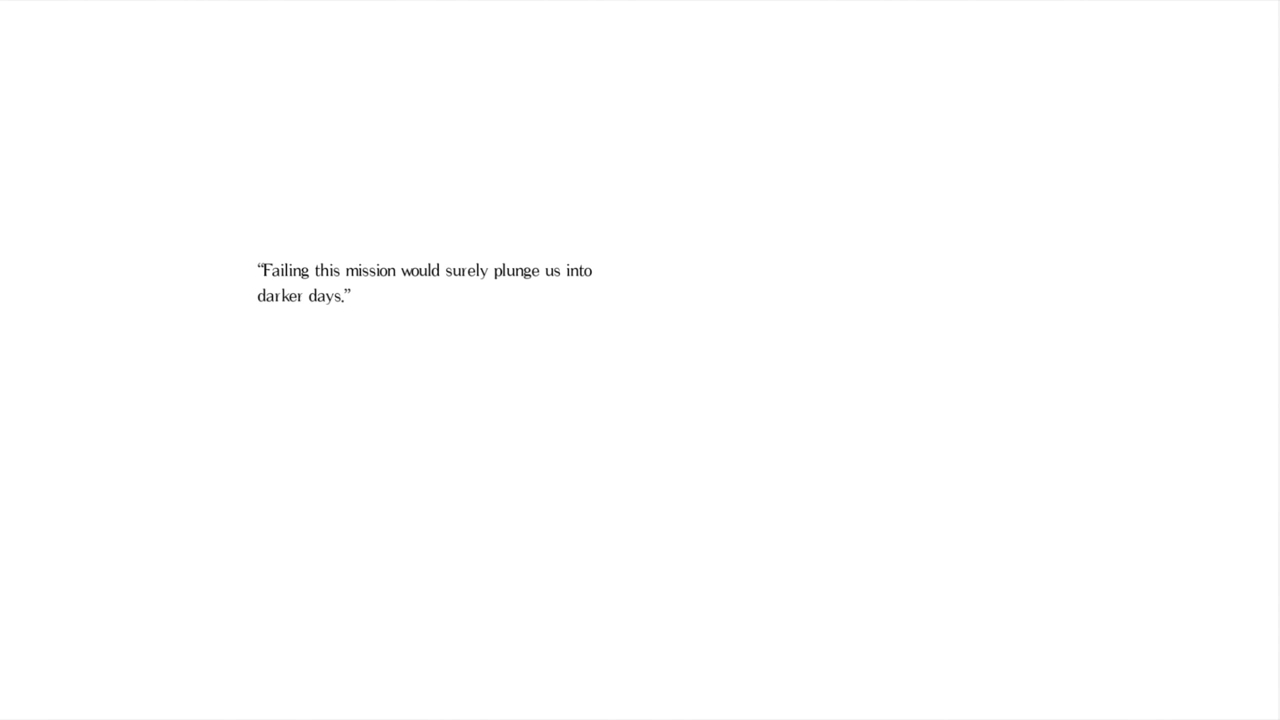 “Failing this mission would surely plunge us into
darker days.”